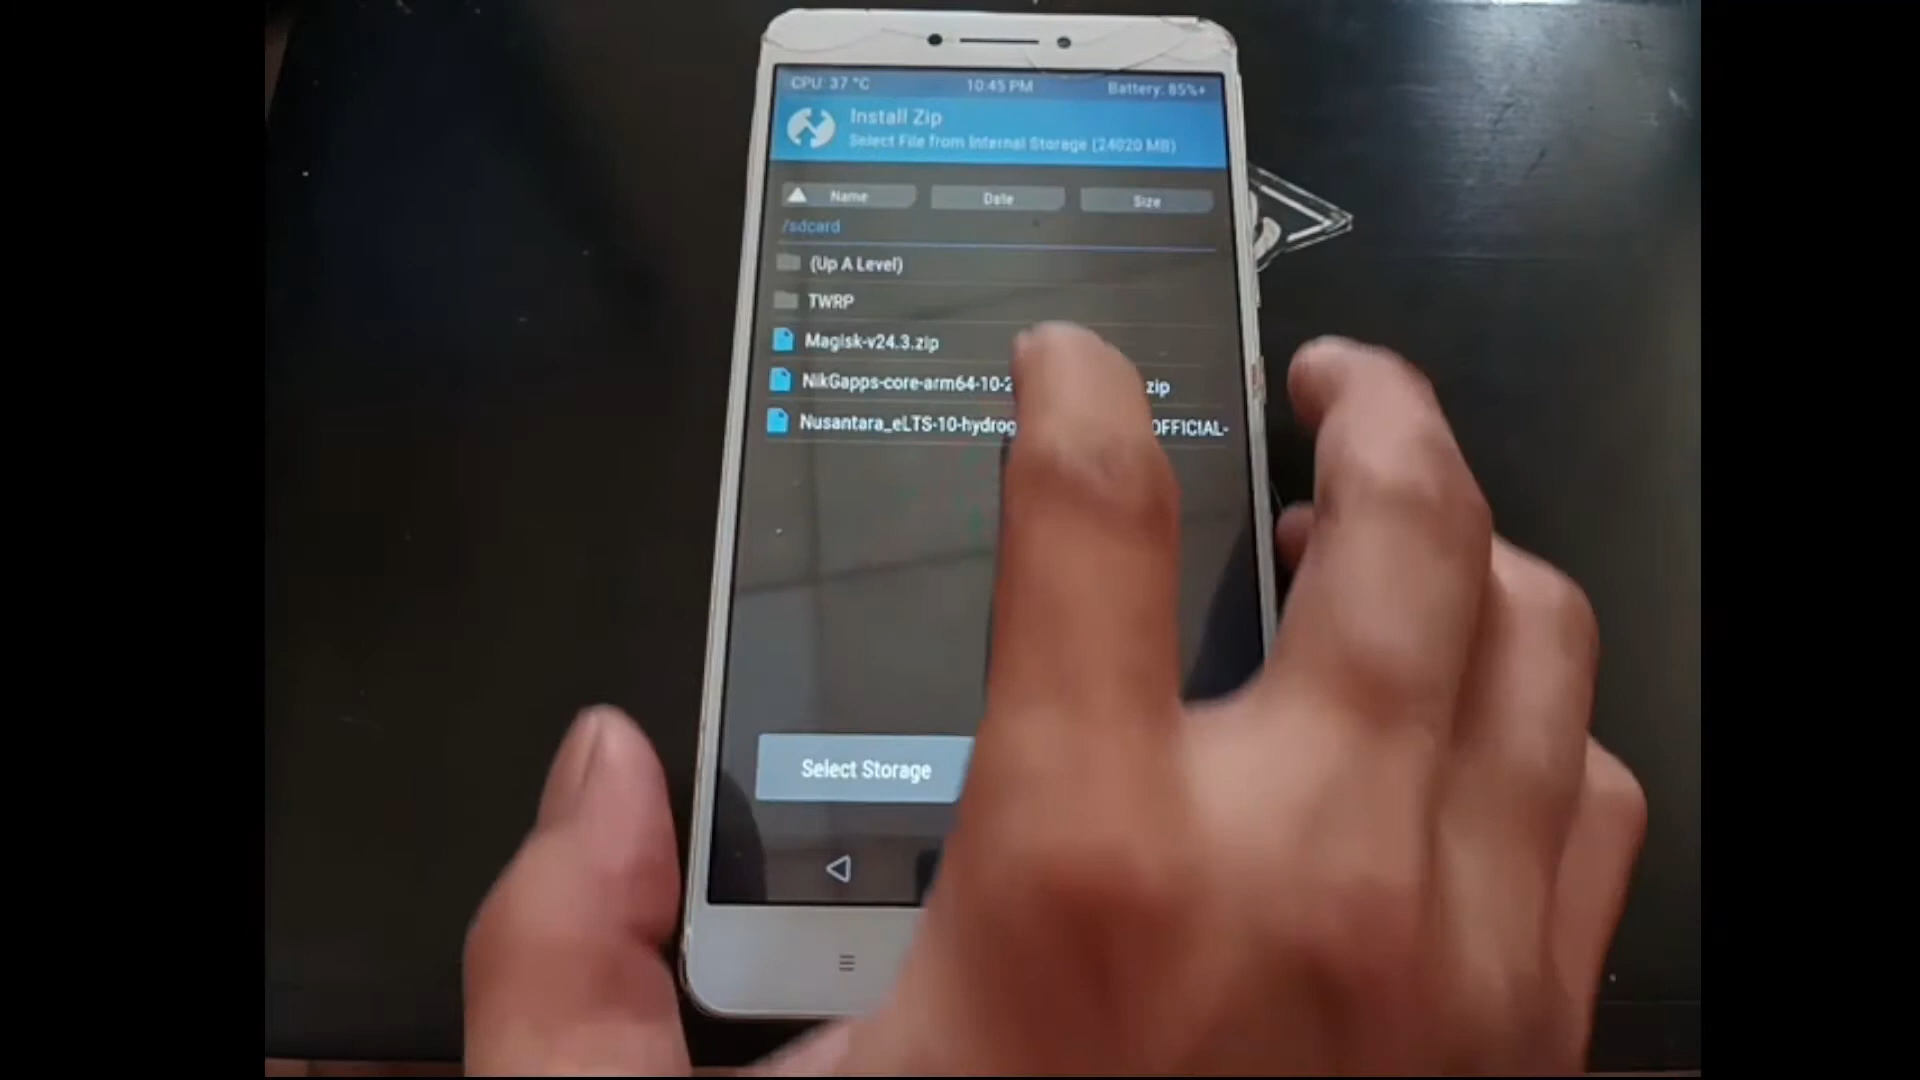 CPU: 37 °C 10:45 PM Battery: 85%+
Install Zip
Select File from Internal Storage (24020 MB)
Name Date Size
/sdcard
(Up A Level)
TWRP
Magisk-v24.3.zip
NikGapps-core-arm64-10-2 zip
Nusantara_eLTS-10-hydrog OFFICIAL-
Select Storage